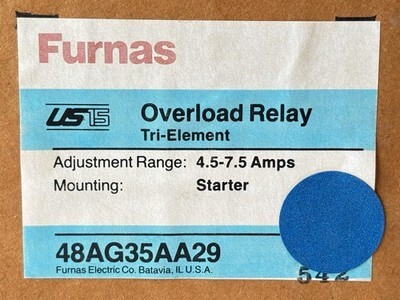 Furnas
US15 Overload Relay
Tri-Element
Adjustment Range: 4.5-7.5 Amps
Mounting: Starter
48AG35AA29
Furnas Electric Co. Batavia, IL U.S.A.
542